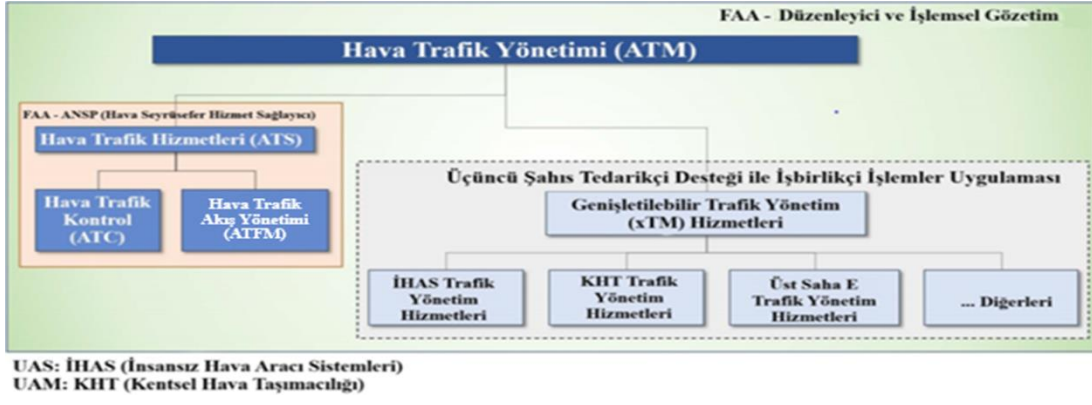 FAA - Düzenleyici ve İşlemsel Gözetim
Hava Trafik Yönetimi (ATM)
FAA - ANSP (Hava Seyrüsefer Hizmet Sağlayıcı)
Hava Trafik Hizmetleri (ATS)
Hava Trafik
Kontrol
(ATC)
Hava Trafik
Akış Yönetimi
(ATFM)
Üçüncü Şahıs Tedarikçi Desteği ile İşbirlikçi İşlemler Uygulaması
Genişletilebilir Trafik Yönetim
(xTM) Hizmetleri
İHAS Trafik
Yönetim
Hizmetleri
KHT Trafik
Yönetim
Hizmetleri
Üst Saha E
Trafik Yönetim
Hizmetleri
... Diğerleri
UAS: İHAS (İnsansız Hava Aracı Sistemleri)
UAM: KHT (Kentsel Hava Taşımacılığı)